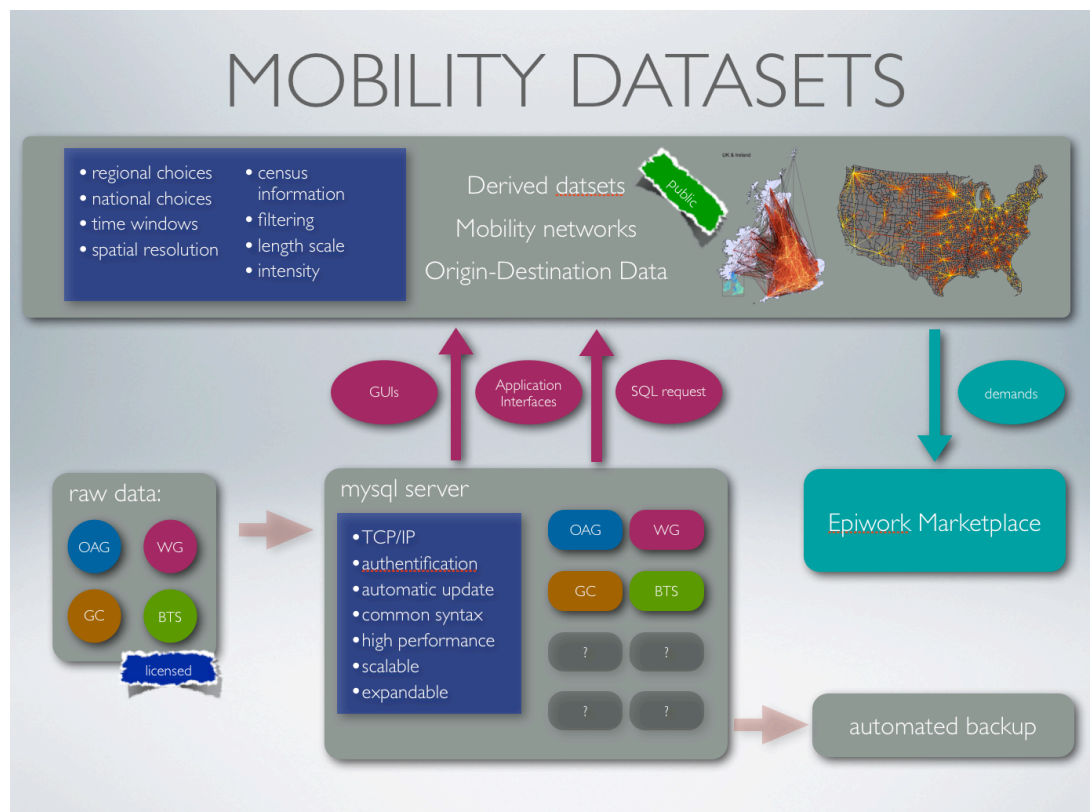 MOBILITY DATASETS
• regional choices
• national choices
• time windows
• spatial resolution
• census
information
• filtering
• length scale
• intensity
Derived datsets
Mobility networks
Origin-Destination Data
public
UK & Ireland
GUIs
Application
Interfaces
SQL request
demands
raw data:
OAG
WG
GC
BTS
licensed
mysql server
• TCP/IP
• authentification
• automatic update
• common syntax
• high performance
• scalable
• expandable
OAG
WG
GC
BTS
?
?
?
?
Epiwork Marketplace
automated backup